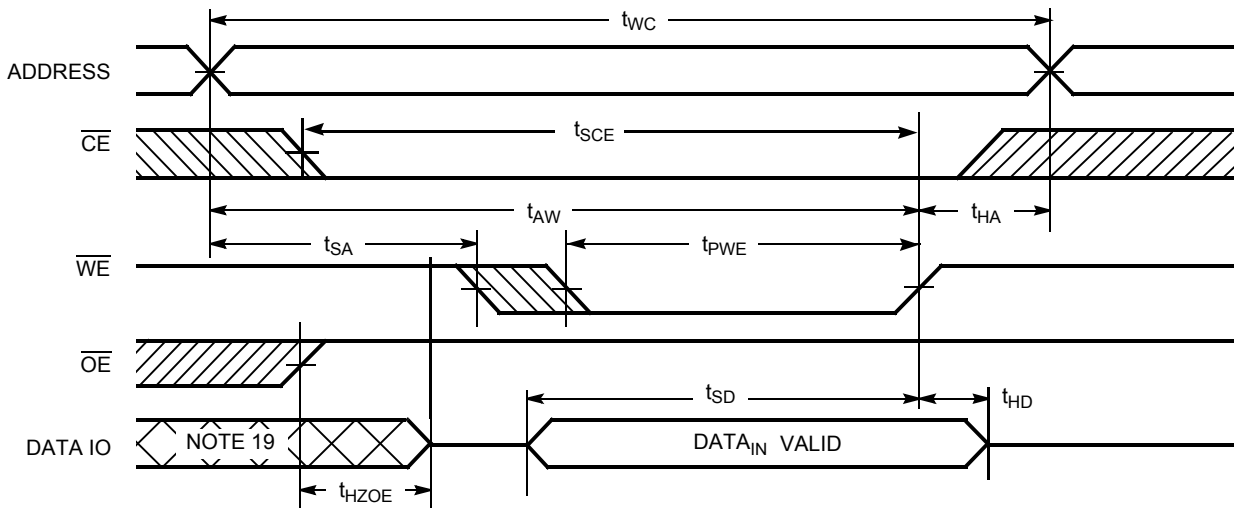 tWC
ADDRESS
CE
tSCE
tAW
tHA
tSA
tPWE
WE
OE
tSD
tHD
DATA IO
NOTE 19
DATAIN VALID
tHZOE